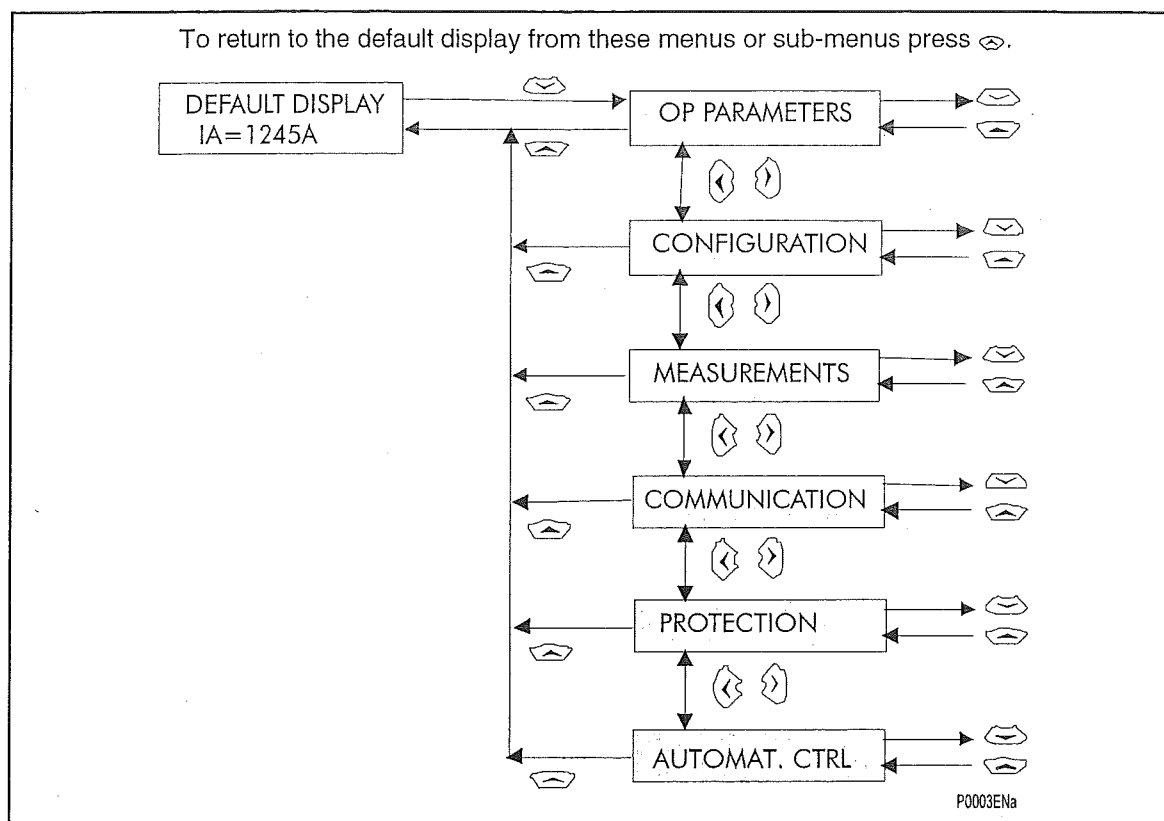 To return to the default display from these menus or sub-menus press .
DEFAULT DISPLAY
IA=1245A
OP PARAMETERS
CONFIGURATION
MEASUREMENTS
COMMUNICATION
PROTECTION
AUTOMAT. CTRL
P0003ENa